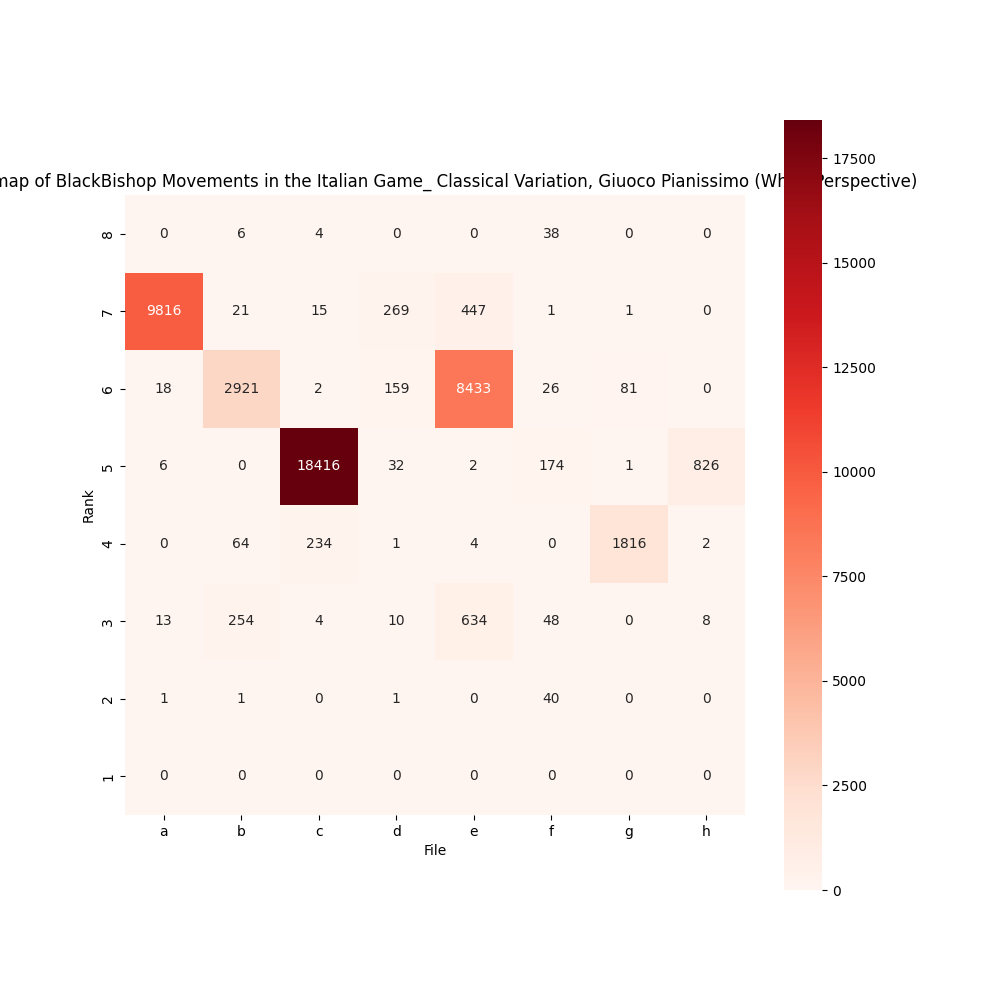 map of BlackBishop Movements in the Italian Game_ Classical Variation, Giuoco Pianissimo (White Perspective)
8 0 6 4 0 0 38 0 0
7 9816 21 15 269 447 1 1 0
6 18 2921 2 159 8433 26 81 0
5 6 0 18416 32 2 174 1 826
4 0 64 234 1 4 0 1816 2
3 13 254 4 10 634 48 0 8
2 1 1 0 1 0 40 0 0
1 0 0 0 0 0 0 0 0
a b c d e f g h
File
Rank
17500
15000
12500
10000
7500
5000
2500
0